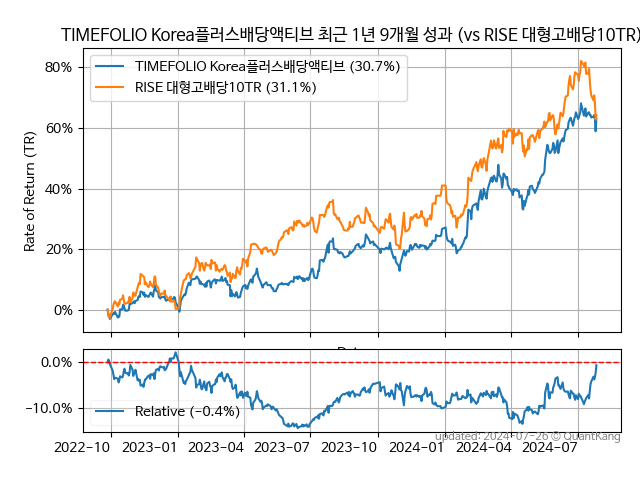 TIMEFOLIO Korea플러스배당액티브 최근 1년 9개월 성과 (vs RISE 대형고배당10TR)
TIMEFOLIO Korea플러스배당액티브 (30.7%)
RISE 대형고배당10TR (31.1%)
Rate of Return (TR)
80%
60%
40%
20%
0%
0.0%
−10.0%
Relative (−0.4%)
updated: 2024-07-26 © QuantKang
2022-10 2023-01 2023-04 2023-07 2023-10 2024-01 2024-04 2024-07